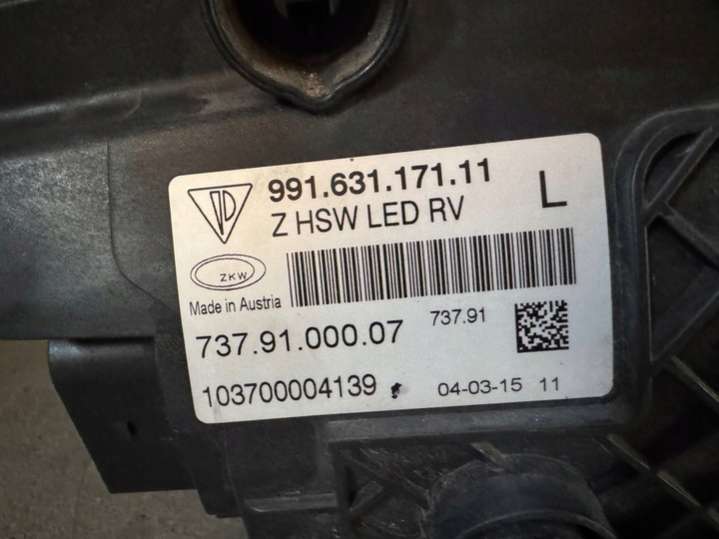 991.631.171.11
Z HSW LED RV L
ZKW
Made in Austria
737.91.000.07 737.91
103700004139 04-03-15 11